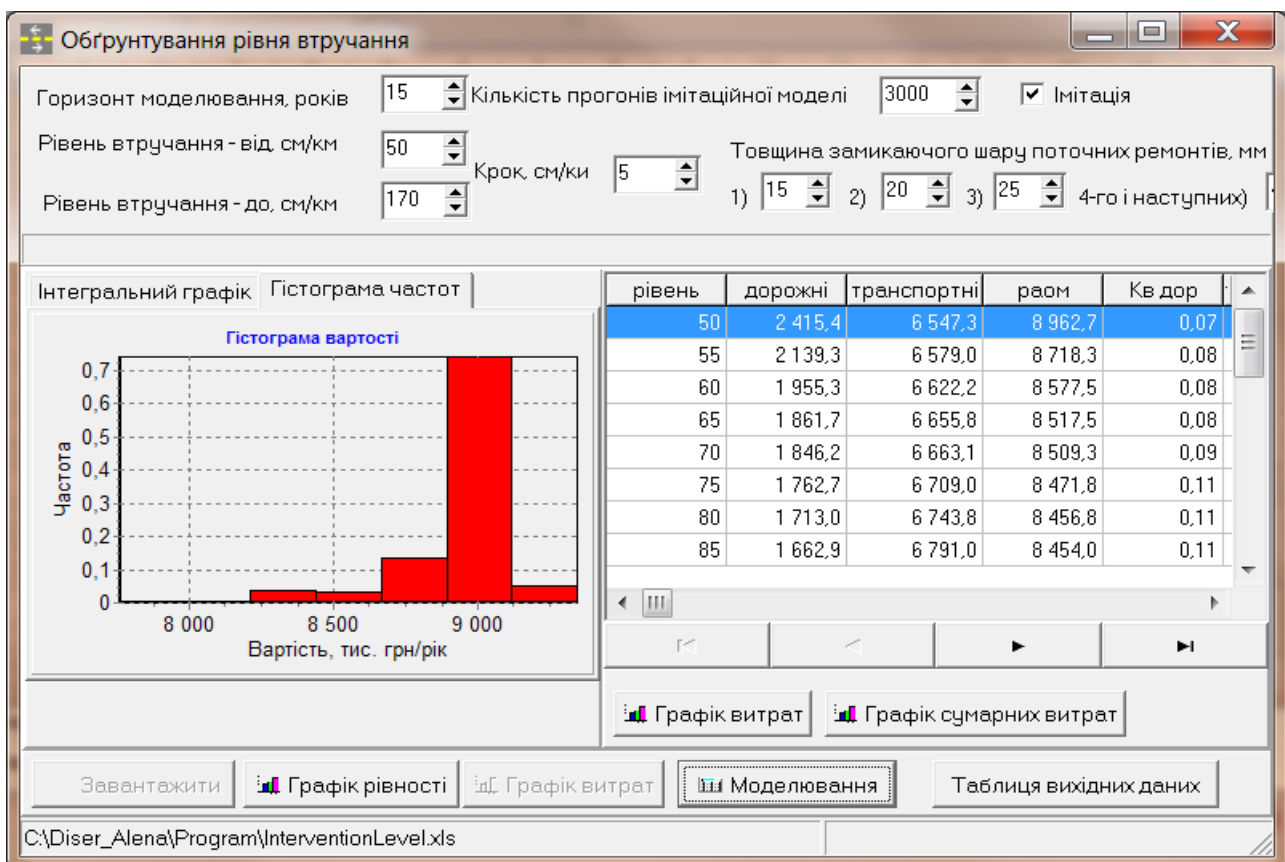 Обґрунтування рівня втручання
Горизонт моделювання, років 15 Кількість прогонів імітаційної моделі 3000 Імітація
Рівень втручання - від, см/км 50
Крок, см/ки 5
Товщина замикаючого шару поточних ремонтів, мм
Рівень втручання - до, см/км 170
1) 15 2) 20 3) 25 4-го і наступних)
Інтегральний графік Гістограма частот
Гістограма вартості
Частота
0,7
0,6
0,5
0,4
0,3
0,2
0,1
0
8 000 8 500 9 000
Вартість, тис. грн/рік
рівень дорожні транспортні раом Кв дор
50 2 415,4 6 547,3 8 962,7 0,07
55 2 139,3 6 579,0 8 718,3 0,08
60 1 955,3 6 622,2 8 577,5 0,08
65 1 861,7 6 655,8 8 517,5 0,08
70 1 846,2 6 663,1 8 509,3 0,09
75 1 762,7 6 709,0 8 471,8 0,11
80 1 713,0 6 743,8 8 456,8 0,11
85 1 662,9 6 791,0 8 454,0 0,11
Графік витрат Графік сумарних витрат
Завантажити Графік рівності Графік витрат Моделювання Таблиця вихідних даних
C:\Diser_Alena\Program\InterventionLevel.xls